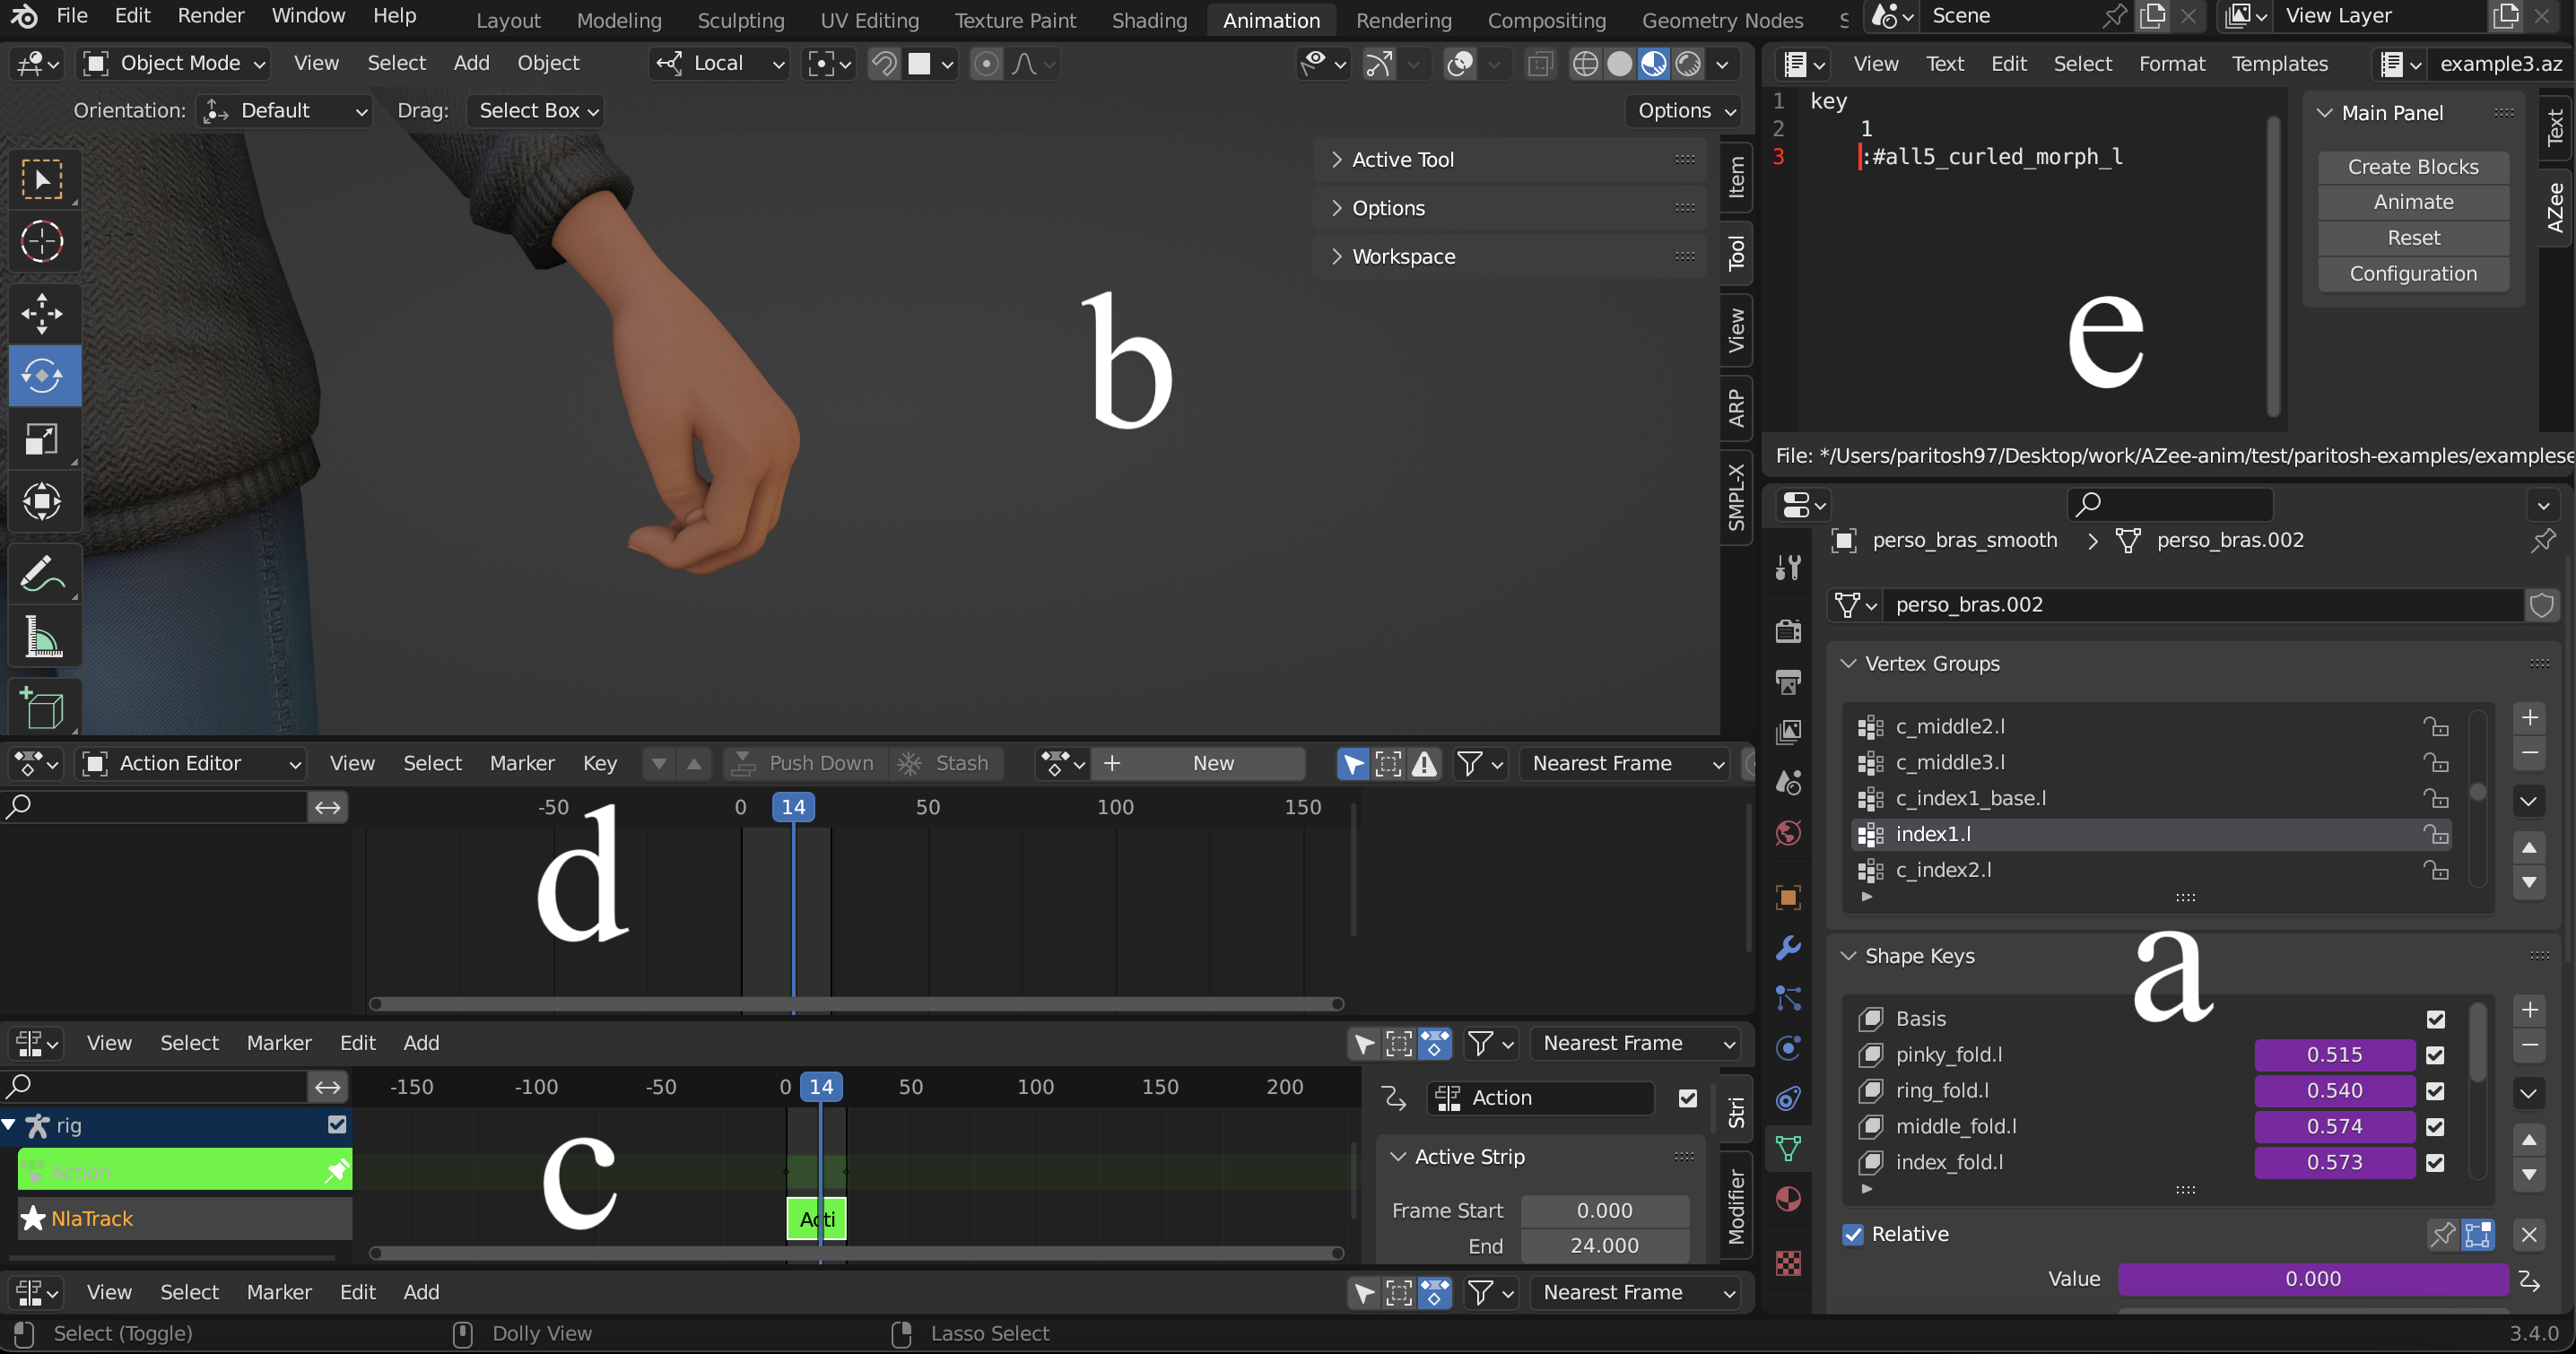 File Edit Render Window Help Layout Modeling Sculpting UV Editing Texture Paint Shading Animation Rendering Compositing Geometry Nodes Scene View Layer
Object Mode View Select Add Object Local
Orientation: Default Drag: Select Box Options
Active Tool
Options
Workspace
Item
Tool
View
ARP
SMPL-X
b
View Text Edit Select Format Templates example3.az
1 key
2 1
3 :#all5_curled_morph_l
Main Panel
Create Blocks
Animate
Reset
Configuration
Text
AZee
e
File: */Users/paritosh97/Desktop/work/AZee-anim/test/paritosh-examples/examplese
perso_bras_smooth > perso_bras.002
perso_bras.002
Vertex Groups
c_middle2.l
c_middle3.l
c_index1_base.l
index1.l
c_index2.l
Shape Keys
a
Basis
pinky_fold.l 0.515
ring_fold.l 0.540
middle_fold.l 0.574
index_fold.l 0.573
Relative
Value 0.000
Action Editor View Select Marker Key Push Down Stash New Nearest Frame
-50 0 14 50 100 150
d
View Select Marker Edit Add Nearest Frame
-150 -100 -50 0 14 50 100 150 200
rig
Action
NlaTrack
c
Acti
Action
Active Strip
Frame Start 0.000
End 24.000
Stri
Modifier
View Select Marker Edit Add Nearest Frame
Select (Toggle) Dolly View Lasso Select 3.4.0